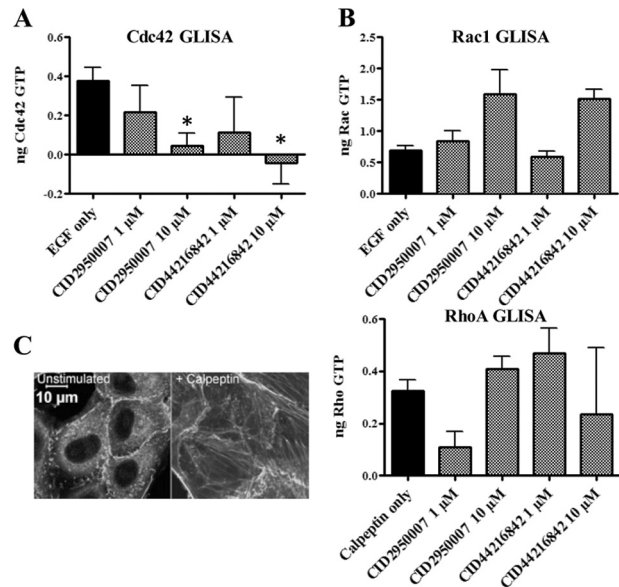 A
Cdc42 GLISA
ng Cdc42 GTP
0.6
0.4
0.2
0.0
-0.2
*
*
EGF only
CID2950007 1 µM
CID2950007 10 µM
CID44216842 1 µM
CID44216842 10 µM
B
Rac1 GLISA
ng Rac GTP
2.5
2.0
1.5
1.0
0.5
0.0
EGF only
CID2950007 1 µM
CID2950007 10 µM
CID44216842 1 µM
CID44216842 10 µM
RhoA GLISA
ng Rho GTP
0.6
0.4
0.2
0.0
Calpeptin only
CID2950007 1 µM
CID2950007 10 µM
CID44216842 1 µM
CID44216842 10 µM
C
Unstimulated
10 µm
+ Calpeptin